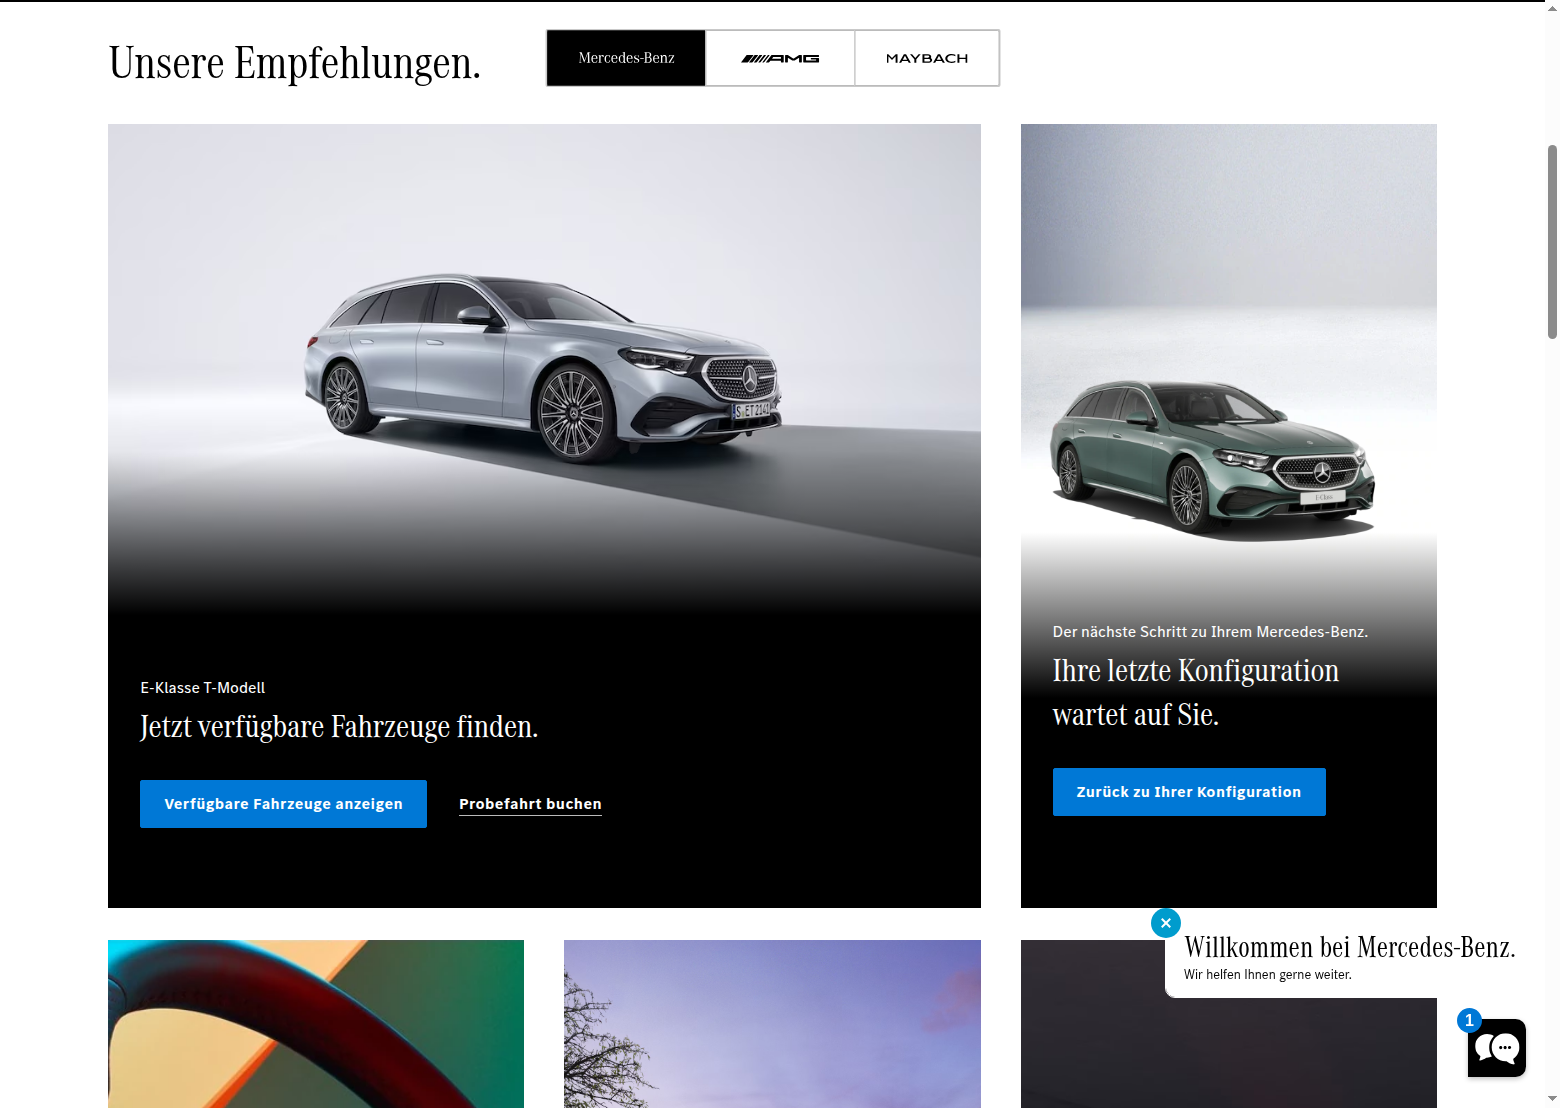 Unsere Empfehlungen.
Mercedes-Benz
AMG
MAYBACH
S ET 2141
E-Class
E-Klasse T-Modell
Jetzt verfügbare Fahrzeuge finden.
Verfügbare Fahrzeuge anzeigen
Probefahrt buchen
Der nächste Schritt zu Ihrem Mercedes-Benz.
Ihre letzte Konfiguration
wartet auf Sie.
Zurück zu Ihrer Konfiguration
Willkommen bei Mercedes-Benz.
Wir helfen Ihnen gerne weiter.
1